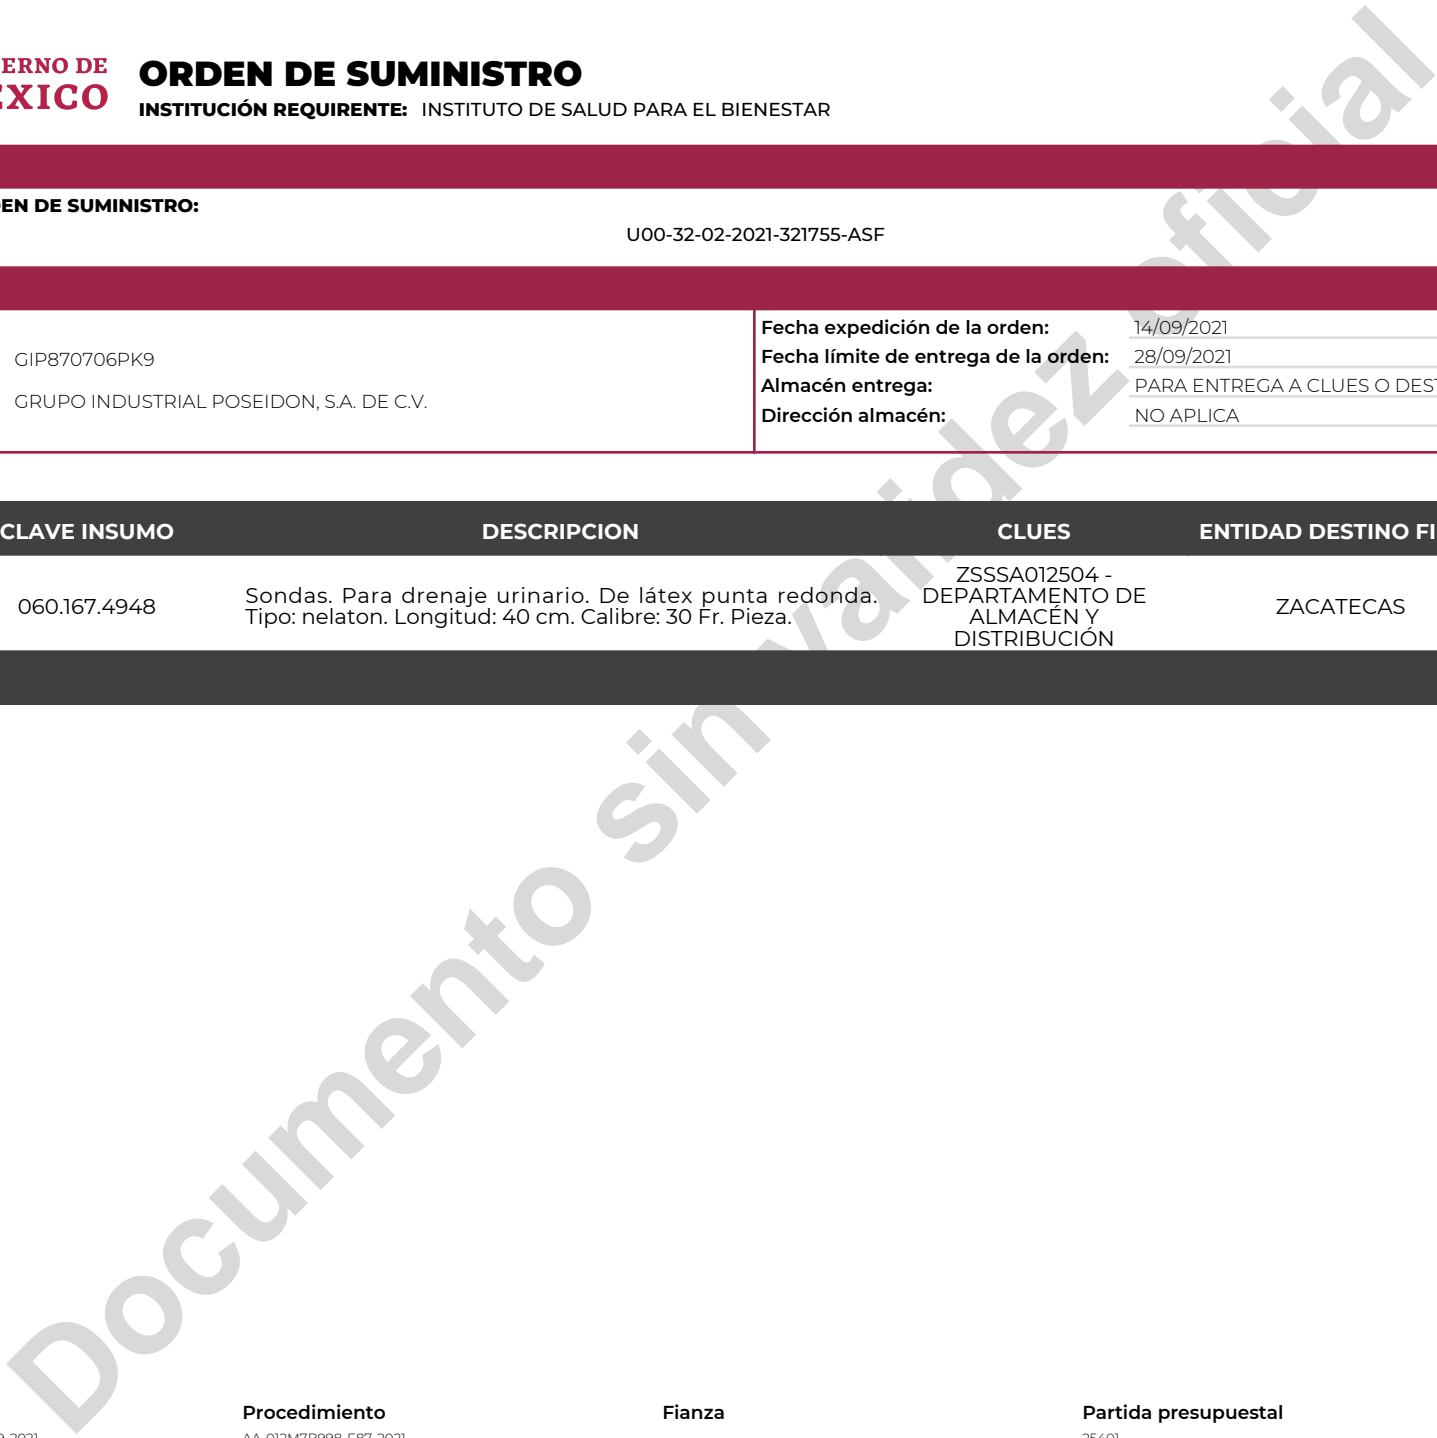 ERNO DE
EXICO
ORDEN DE SUMINISTRO
INSTITUCIÓN REQUIRENTE: INSTITUTO DE SALUD PARA EL BIENESTAR
EN DE SUMINISTRO:
U00-32-02-2021-321755-ASF
GIP870706PK9
GRUPO INDUSTRIAL POSEIDON, S.A. DE C.V.
Fecha expedición de la orden: 14/09/2021
Fecha límite de entrega de la orden: 28/09/2021
Almacén entrega: PARA ENTREGA A CLUES O DEST
Dirección almacén: NO APLICA
CLAVE INSUMO DESCRIPCION CLUES ENTIDAD DESTINO FI
060.167.4948
Sondas. Para drenaje urinario. De látex punta redonda.
Tipo: nelaton. Longitud: 40 cm. Calibre: 30 Fr. Pieza.
ZSSSA012504 -
DEPARTAMENTO DE
ALMACÉN Y
DISTRIBUCIÓN
ZACATECAS
Documento sin validez oficial
Procedimiento Fianza Partida presupuestal